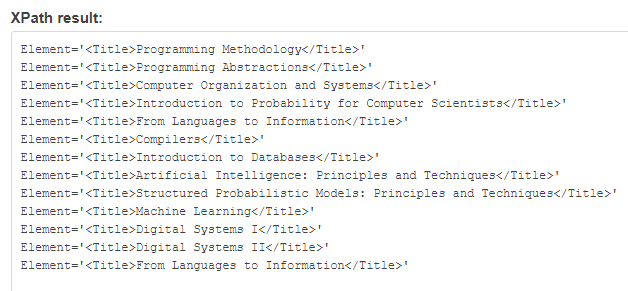 XPath result:
Element='<Title>Programming Methodology</Title>'
Element='<Title>Programming Abstractions</Title>'
Element='<Title>Computer Organization and Systems</Title>'
Element='<Title>Introduction to Probability for Computer Scientists</Title>'
Element='<Title>From Languages to Information</Title>'
Element='<Title>Compilers</Title>'
Element='<Title>Introduction to Databases</Title>'
Element='<Title>Artificial Intelligence: Principles and Techniques</Title>'
Element='<Title>Structured Probabilistic Models: Principles and Techniques</Title>'
Element='<Title>Machine Learning</Title>'
Element='<Title>Digital Systems I</Title>'
Element='<Title>Digital Systems II</Title>'
Element='<Title>From Languages to Information</Title>'